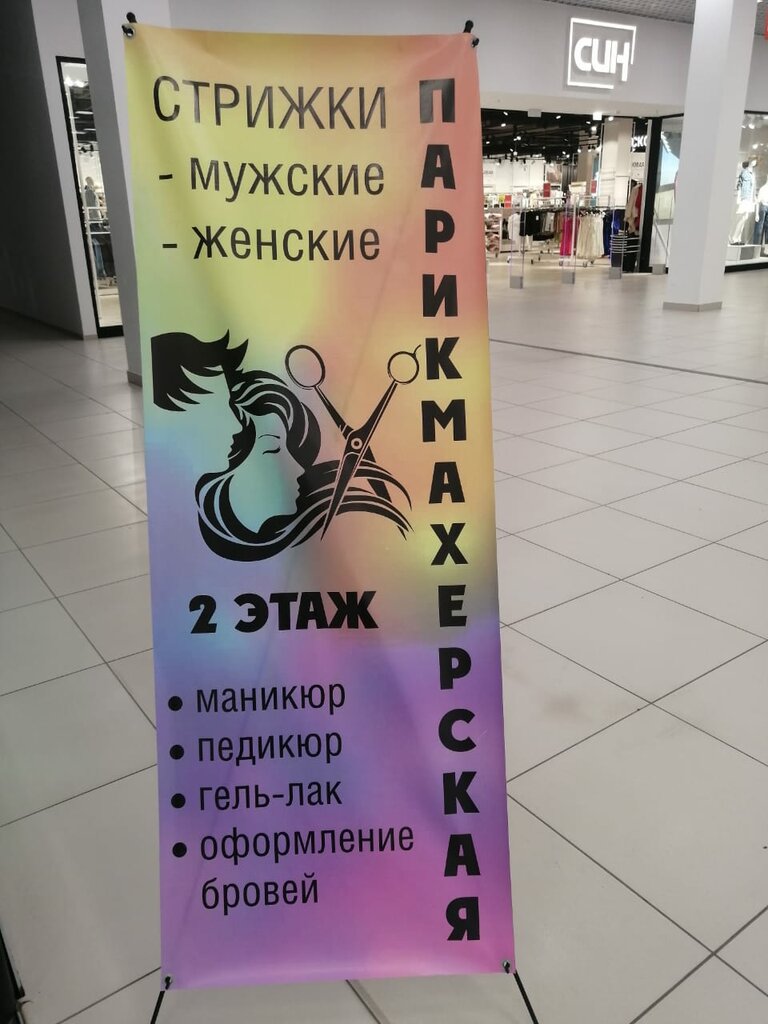 СТРИЖКИ
- мужские
- женские
ПАРИКМАХЕРСКАЯ
2 ЭТАЖ
• маникюр
• педикюр
• гель-лак
• оформление
бровей
СИН